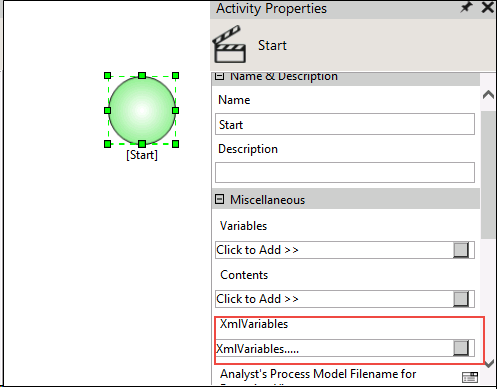 Activity Properties
Start
Name & Description
Name
Start
[Start]
Description
Miscellaneous
Variables
Click to Add >>
Contents
Click to Add >>
XmlVariables
XmlVariables.....
Analyst's Process Model Filename for